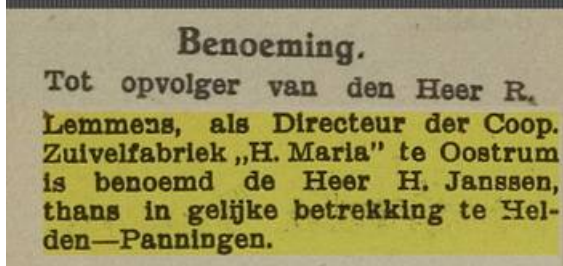 Benoeming.
Tot opvolger van den Heer R.
Lemmens, als Directeur der Coop.
Zuivelfabriek „H. Maria” te Oostrum
is benoemd de Heer H. Janssen,
thans in gelijke betrekking te Hel-
den—Panningen.